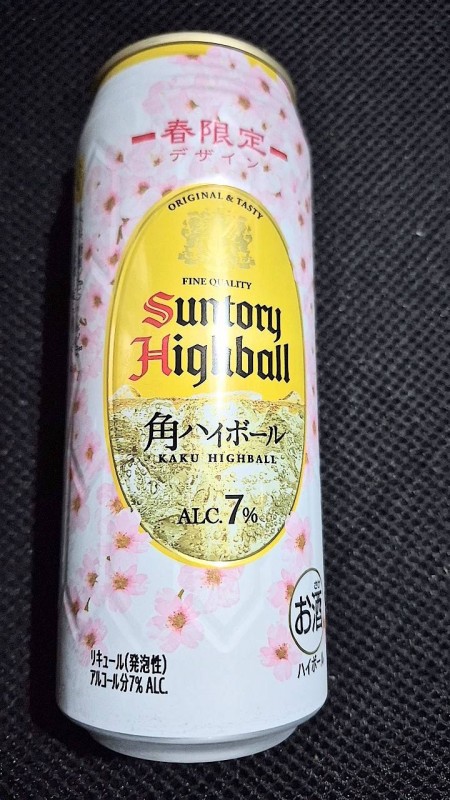 春限定
デザイン
ORIGINAL & TASTY
FINE QUALITY
Suntory
Highball
角ハイボール
KAKU HIGHBALL
ALC.7%
さけ
お酒
ハイボール
リキュール(発泡性)
アルコール分7% ALC.